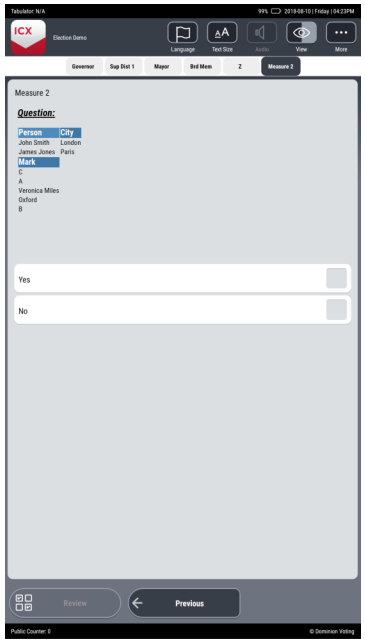 Tabulator: N/A 99% 2018-08-10 | Friday | 04:23PM
ICX
Election Demo
AA
Language Text Size Audio View More
Governor Sup Dist 1 Mayor Brd Mem Z Measure 2
Measure 2
Question:
Person City
John Smith London
James Jones Paris
Mark
C
A
Veronica Miles
Oxford
B
Yes
No
Review Previous
Public Counter: 0 © Dominion Voting